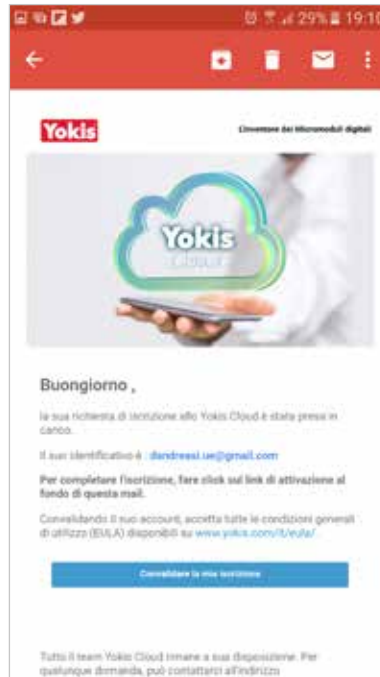 29% 19:10
Yokis
L'inventore dei Micromoduli digitali
Yokis
Cloud
Buongiorno ,
la sua richiesta di iscrizione allo Yokis Cloud è stata presa in
carico.
Il suo identificativo è : dandreasi.ue@gmail.com
Per completare l'iscrizione, fare click sul link di attivazione al
fondo di questa mail.
Convalidando il suo account, accetta tutte le condizioni generali
di utilizzo (EULA) disponibili su www.yokis.com/it/eula/
Convalidare la mia iscrizione
Tutto il team Yokis Cloud rimane a sua disposizione. Per
qualunque domanda, può contattarci all'indirizzo